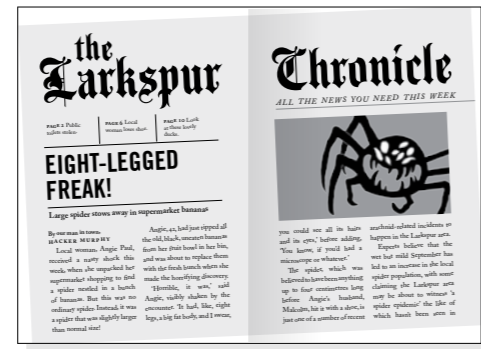 the
Larkspur
PAGE 2 Public
toilets stolen.
PAGE 6 Local
woman loses shoe.
PAGE 10 Look
at these lovely
ducks.
EIGHT-LEGGED
FREAK!
Large spider stows away in supermarket bananas
By our man in town,
HACKER MURPHY
Local woman, Angie Paul,
received a nasty shock this
week, when she unpacked her
supermarket shopping to find
a spider nestled in a bunch
of bananas. But this was no
ordinary spider. Instead, it was
a spider that was slightly larger
than normal size!
Angie, 42, had just ripped all
the old, black, uneaten bananas
from her fruit bowl in her bin,
and was about to replace them
with the fresh bunch when she
made the horrifying discovery.
'Horrible, it was,' said
Angie, visibly shaken by the
encounter. 'It had, like, eight
legs, a big fat body, and I swear,
Chronicle
ALL THE NEWS YOU NEED THIS WEEK
you could see all its hairs
and its eyes,' before adding,
'You know, if you'd had a
microscope or whatever.'
The spider, which was
believed to have been anything
up to four centimetres long
before Angie's husband,
Malcolm, hit it with a shoe, is
just one of a number of recent
arachnid-related incidents to
happen in the Larkspur area.
Experts believe that the
wet but mild September has
led to an increase in the local
spider population, with some
claiming the Larkspur area
may be about to witness 'a
spider epidemic' the like of
which hasn't been seen in